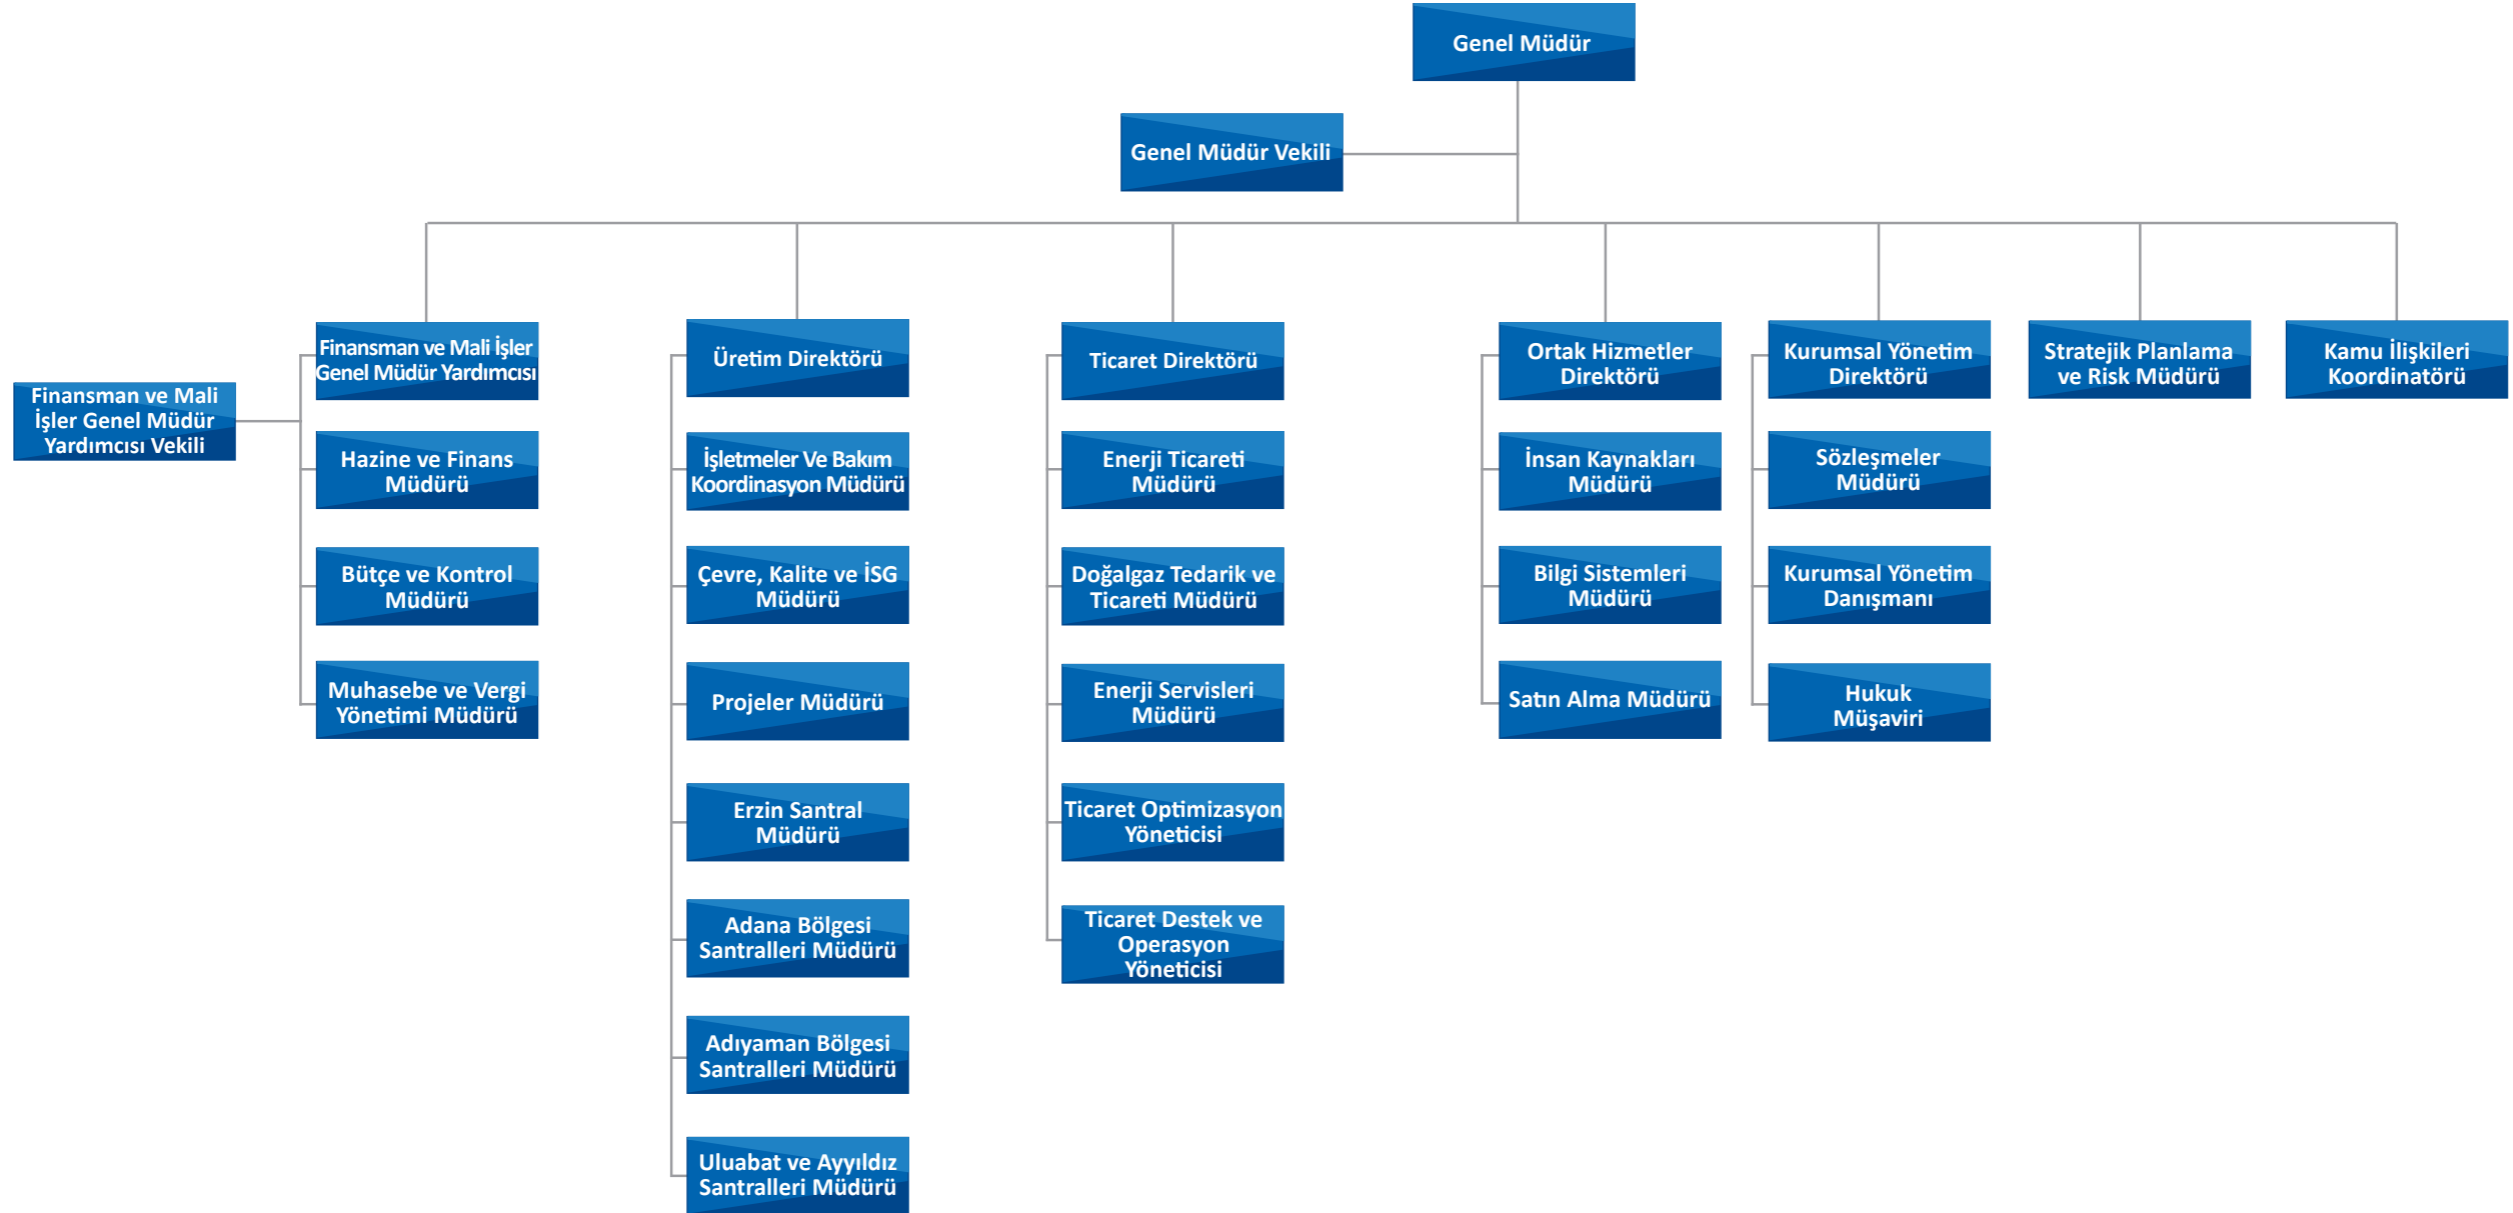 Genel Müdür
Genel Müdür Vekili
Finansman ve Mali
İşler Genel Müdür
Yardımcısı Vekili
Finansman ve Mali İşler
Genel Müdür Yardımcısı
Hazine ve Finans
Müdürü
Bütçe ve Kontrol
Müdürü
Muhasebe ve Vergi
Yönetimi Müdürü
Üretim Direktörü
İşletmeler Ve Bakım
Koordinasyon Müdürü
Çevre, Kalite ve İSG
Müdürü
Projeler Müdürü
Erzin Santral
Müdürü
Adana Bölgesi
Santralleri Müdürü
Adıyaman Bölgesi
Santralleri Müdürü
Uluabat ve Ayyıldız
Santralleri Müdürü
Ticaret Direktörü
Enerji Ticareti
Müdürü
Doğalgaz Tedarik ve
Ticareti Müdürü
Enerji Servisleri
Müdürü
Ticaret Optimizasyon
Yöneticisi
Ticaret Destek ve
Operasyon
Yöneticisi
Ortak Hizmetler
Direktörü
İnsan Kaynakları
Müdürü
Bilgi Sistemleri
Müdürü
Satın Alma Müdürü
Kurumsal Yönetim
Direktörü
Sözleşmeler
Müdürü
Kurumsal Yönetim
Danışmanı
Hukuk
Müşaviri
Stratejik Planlama
ve Risk Müdürü
Kamu İlişkileri
Koordinatörü